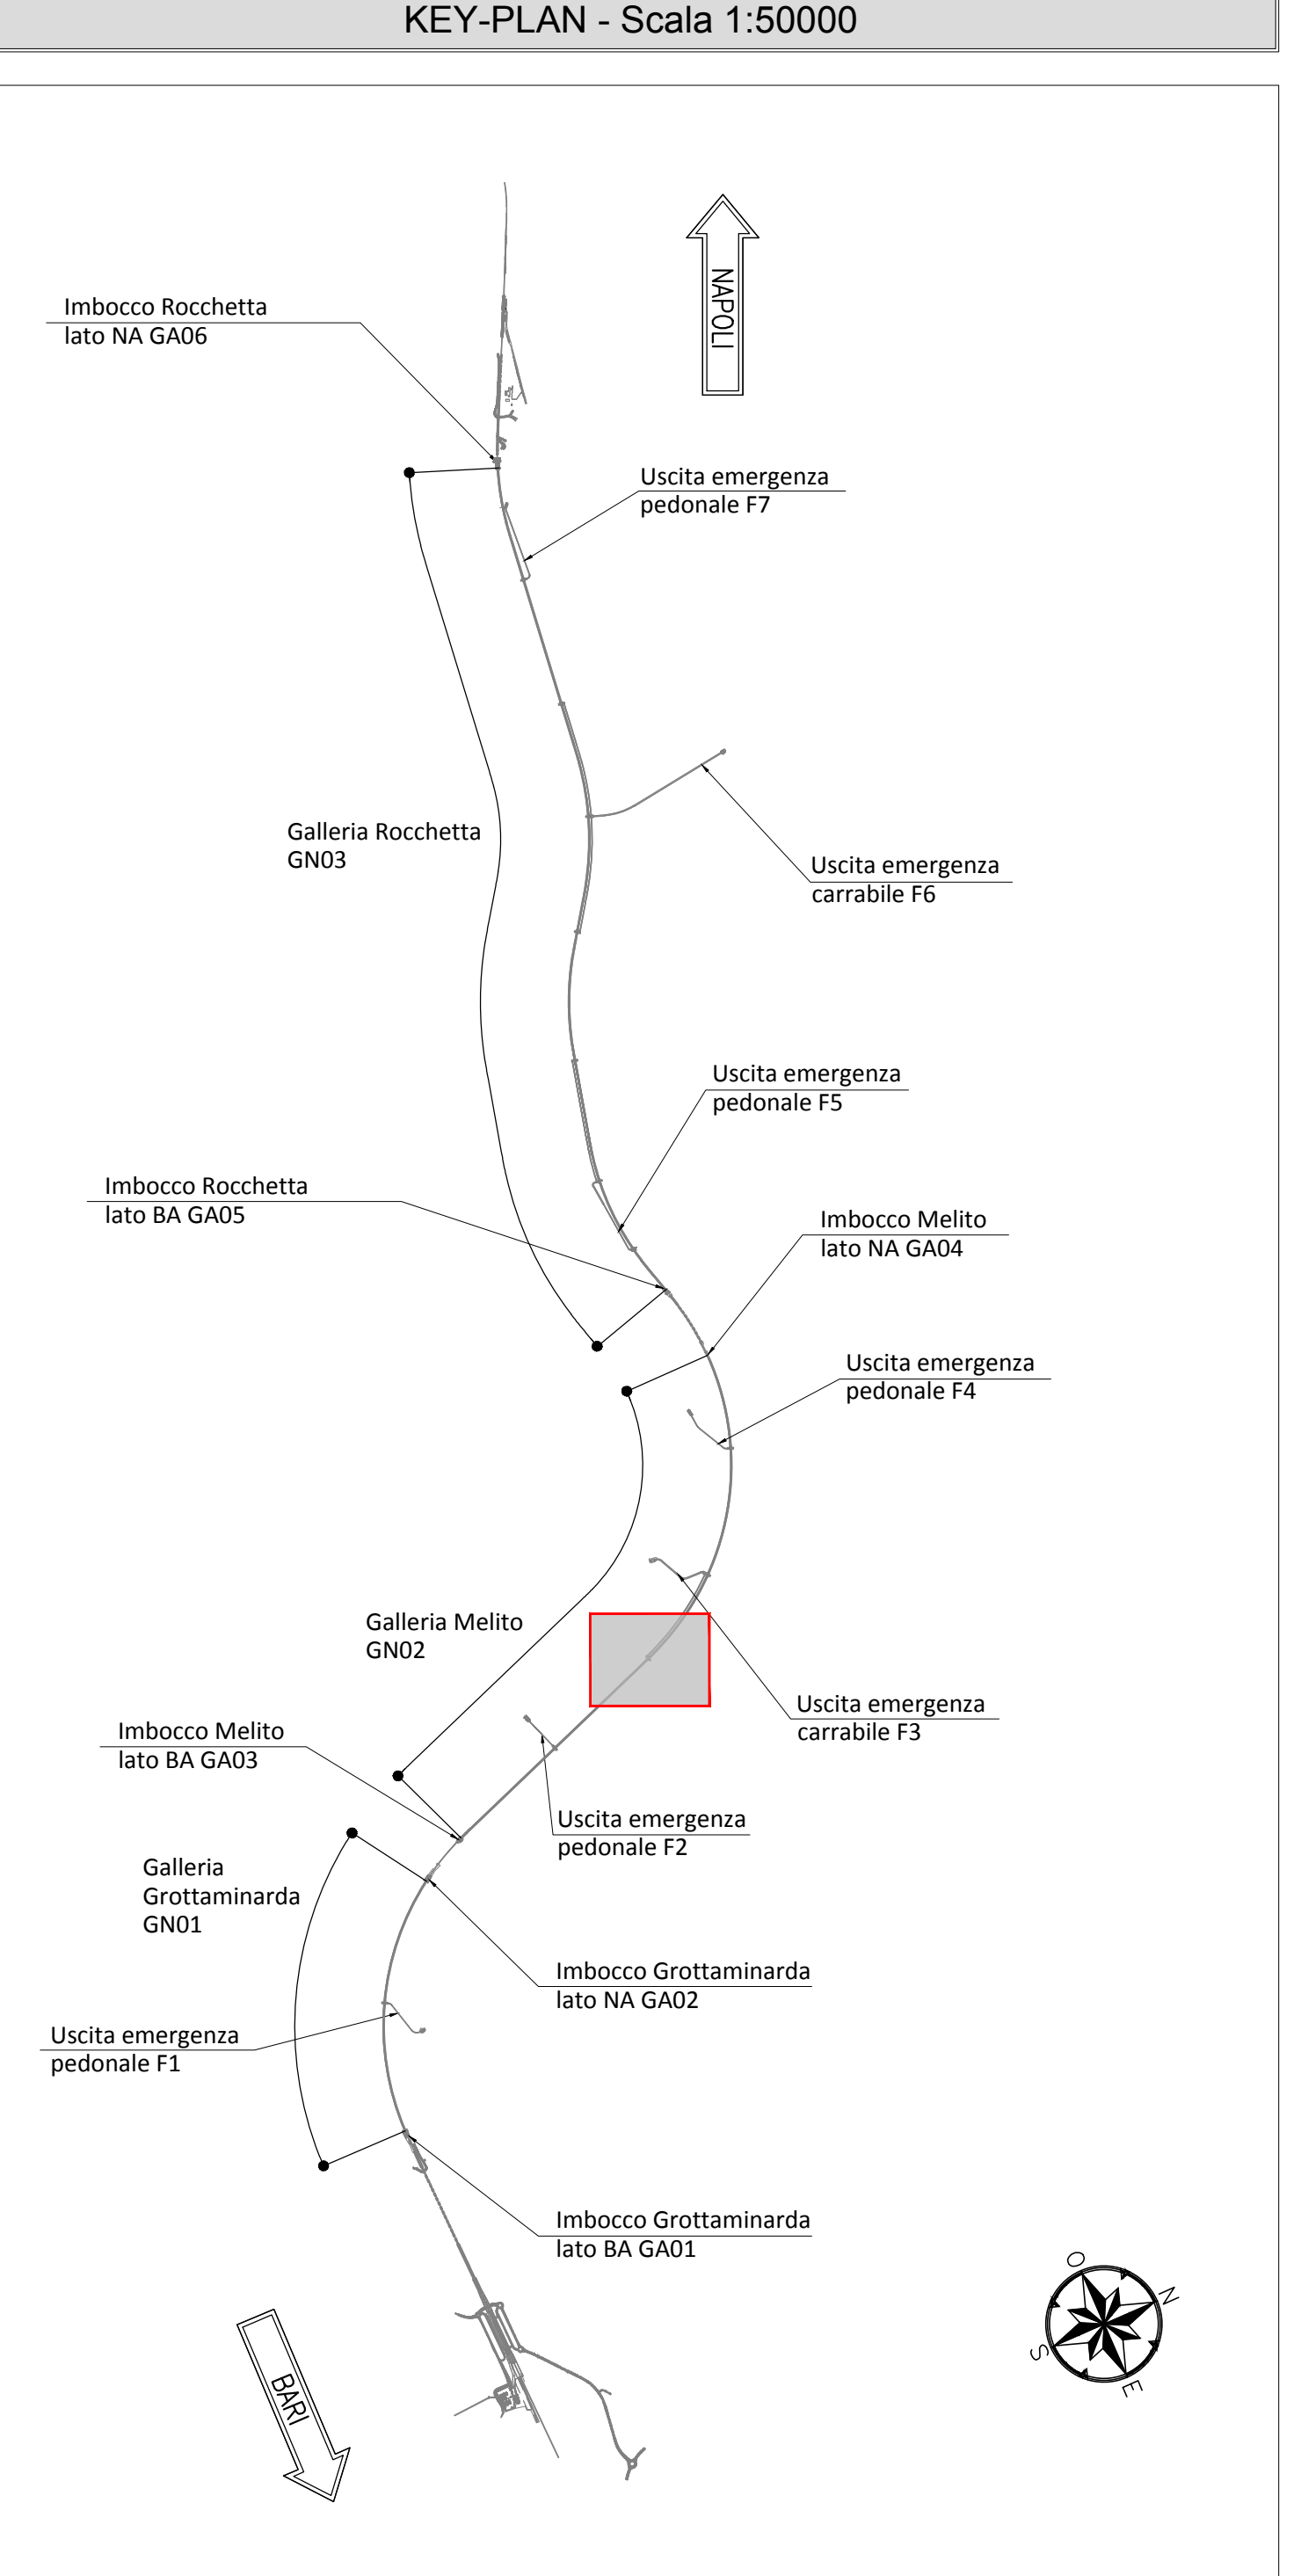 KEY-PLAN - Scala 1:50000
NAPOLI
Imbocco Rocchetta
lato NA GA06
Uscita emergenza
pedonale F7
Galleria Rocchetta
GN03
Uscita emergenza
carrabile F6
Uscita emergenza
pedonale F5
Imbocco Rocchetta
lato BA GA05
Imbocco Melito
lato NA GA04
Uscita emergenza
pedonale F4
Galleria Melito
GN02
Uscita emergenza
carrabile F3
Imbocco Melito
lato BA GA03
Uscita emergenza
pedonale F2
Galleria
Grottaminarda
GN01
Imbocco Grottaminarda
lato NA GA02
Uscita emergenza
pedonale F1
Imbocco Grottaminarda
lato BA GA01
O
N
S
E
BARI